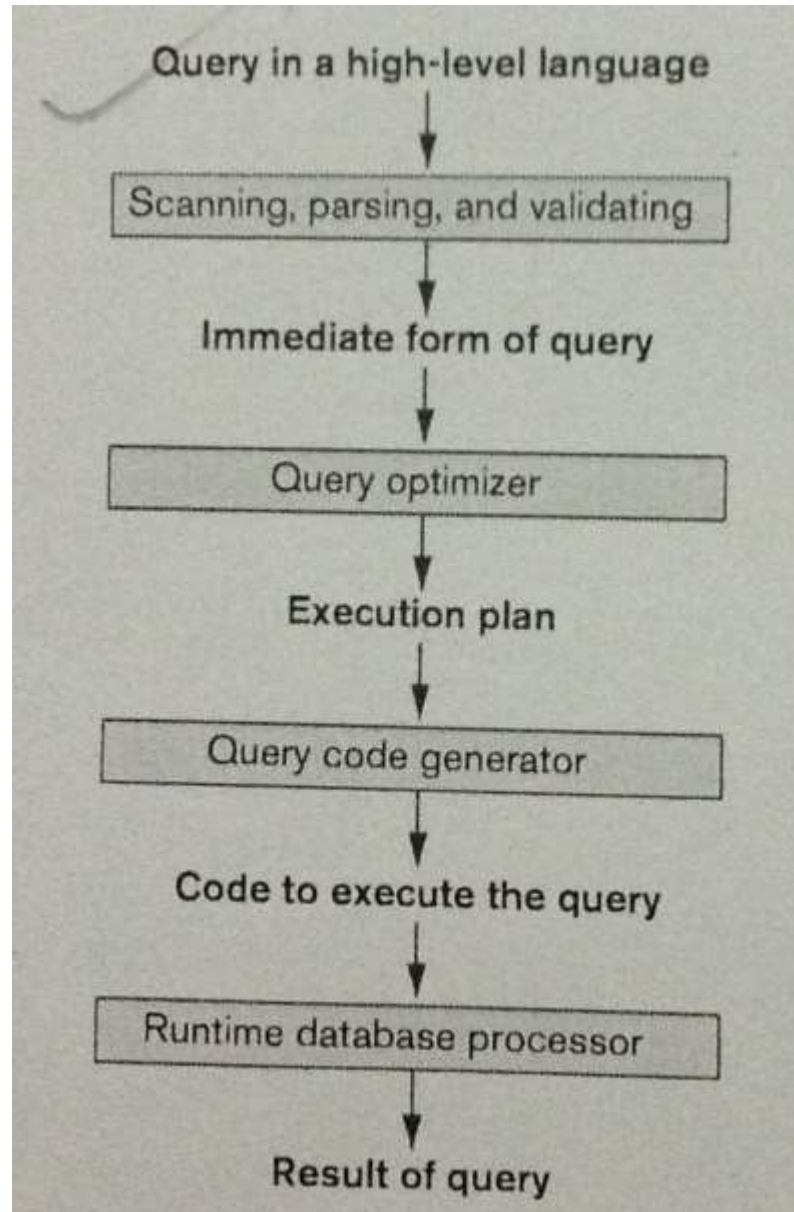 Query in a high-level language
Scanning, parsing, and validating
Immediate form of query
Query optimizer
Execution plan
Query code generator
Code to execute the query
Runtime database processor
Result of query